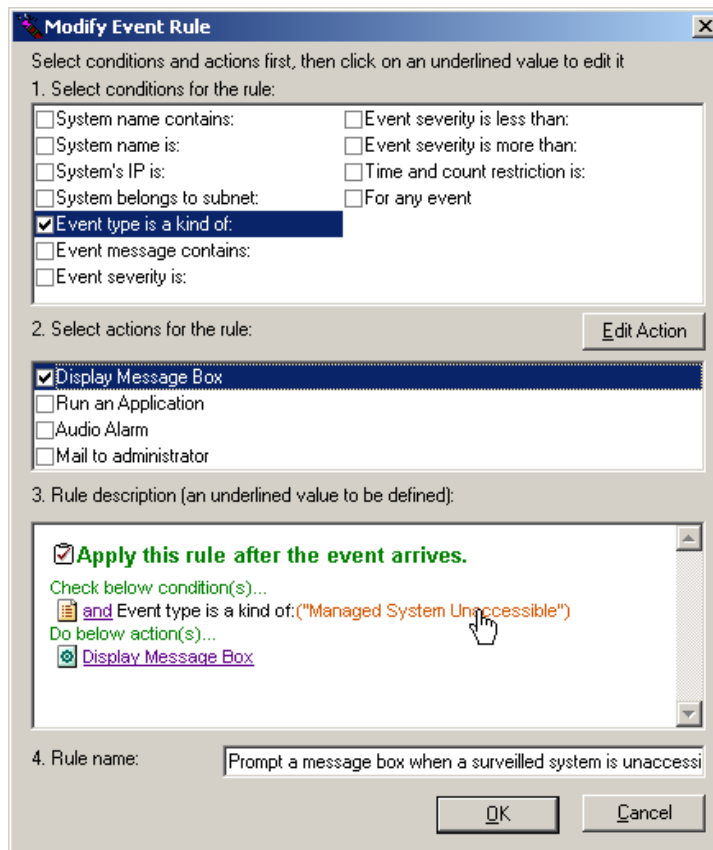 Modify Event Rule
Select conditions and actions first, then click on an underlined value to edit it
1. Select conditions for the rule:
System name contains:
System name is:
System's IP is:
System belongs to subnet:
Event type is a kind of:
Event message contains:
Event severity is:
Event severity is less than:
Event severity is more than:
Time and count restriction is:
For any event
2. Select actions for the rule:
Edit Action
Display Message Box
Run an Application
Audio Alarm
Mail to administrator
3. Rule description (an underlined value to be defined):
Apply this rule after the event arrives.
Check below condition(s)...
and Event type is a kind of:("Managed System Unaccessible")
Do below action(s)...
Display Message Box
4. Rule name:
Prompt a message box when a surveilled system is unaccessi
OK
Cancel